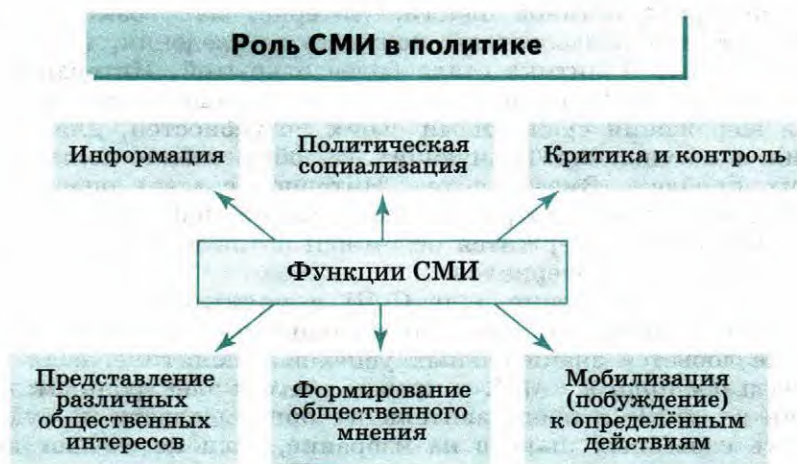 Роль СМИ в политике
Информация
Политическая
социализация
Критика и контроль
Функции СМИ
Представление
различных
общественных
интересов
Формирование
общественного
мнения
Мобилизация
(побуждение)
к определённым
действиям